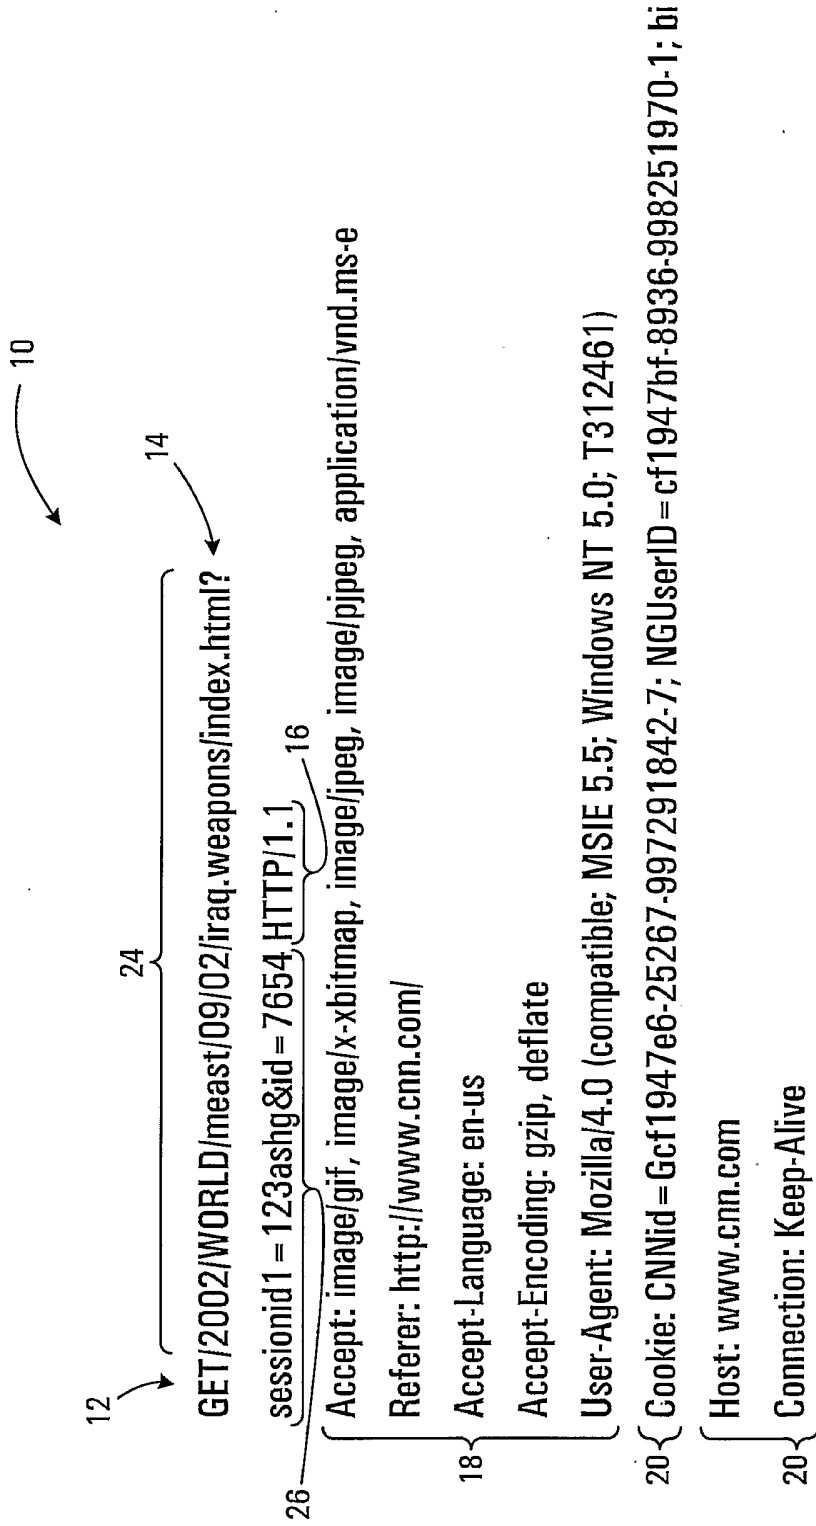 10
24
12
14
GET/2002/WORLD/meast/09/02/iraq.weapons/index.html?
sessionid1 = 123ashg&id = 7654 HTTP/1.1
26
16
Accept: image/gif, image/x-xbitmap, image/jpeg, image/pjpeg, application/vnd.ms-e
Referer: http://www.cnn.com/
Accept-Language: en-us
18
Accept-Encoding: gzip, deflate
User-Agent: Mozilla/4.0 (compatible; MSIE 5.5; Windows NT 5.0; T312461)
20
Cookie: CNNid = Gcf1947e6-25267-997291842-7; NGUserID = cf1947bf-8936-998251970-1; bi
Host: www.cnn.com
20
Connection: Keep-Alive